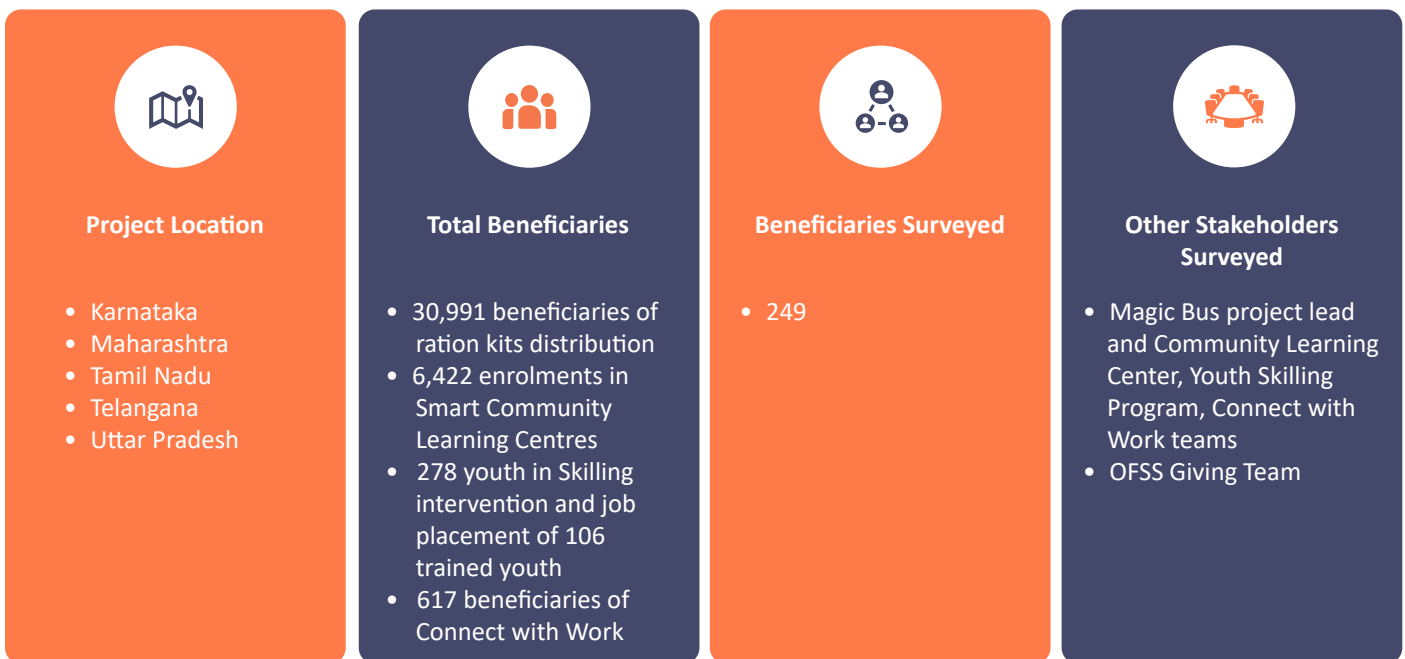 Project Location
• Karnataka
• Maharashtra
• Tamil Nadu
• Telangana
• Uttar Pradesh
Total Beneficiaries
• 30,991 beneficiaries of
ration kits distribution
• 6,422 enrolments in
Smart Community
Learning Centres
• 278 youth in Skilling
intervention and job
placement of 106
trained youth
• 617 beneficiaries of
Connect with Work
Beneficiaries Surveyed
• 249
Other Stakeholders
Surveyed
• Magic Bus project lead
and Community Learning
Center, Youth Skilling
Program, Connect with
Work teams
• OFSS Giving Team